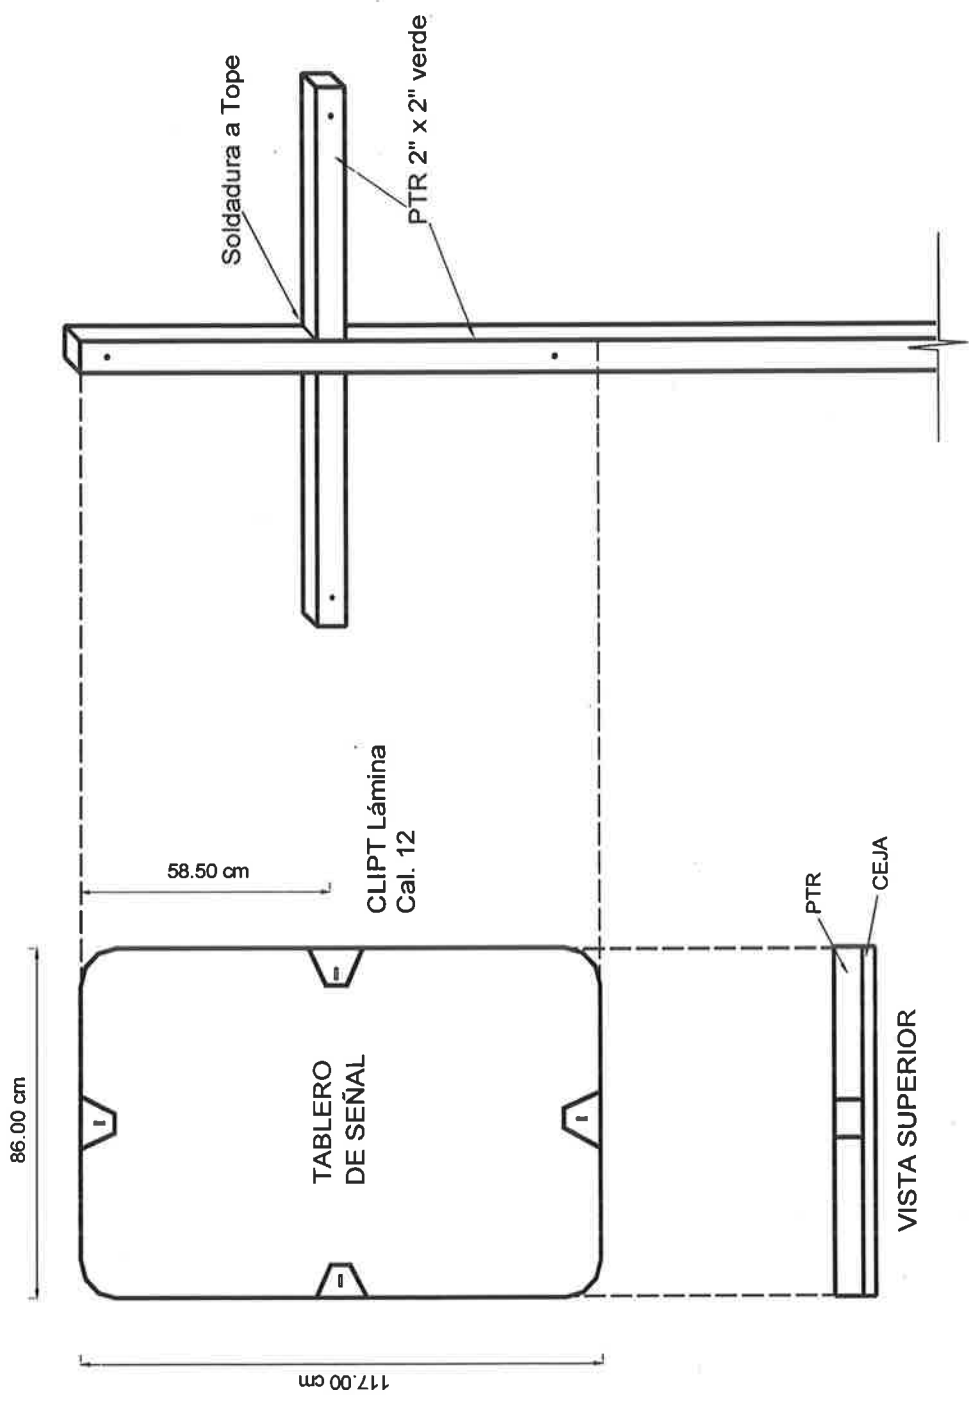 Soldadura a Tope
PTR 2" x 2" verde
58.50 cm
CLIPT Lámina
Cal. 12
86.00 cm
TABLERO
DE SEÑAL
117.00 cm
PTR
CEJA
VISTA SUPERIOR